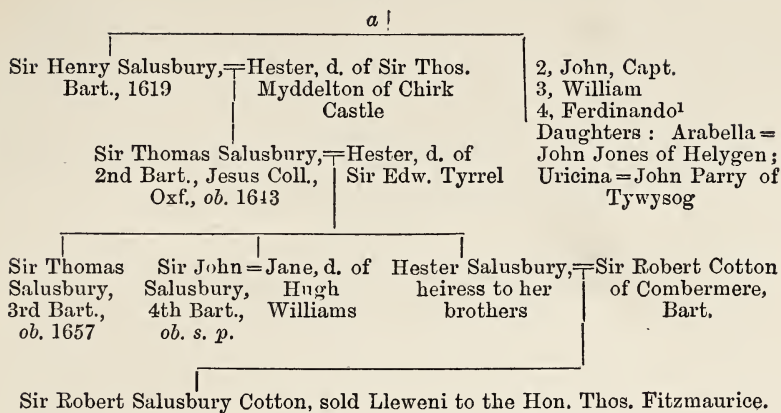 a
Sir Henry Salusbury, Bart., 1619
Hester, d. of Sir Thos. Myddelton of Chirk Castle
2, John, Capt.
3, William
4, Ferdinando¹
Daughters : Arabella = John Jones of Helygen; Uricina = John Parry of Tywysog
Sir Thomas Salusbury, 2nd Bart., Jesus Coll., Oxf., ob. 1643
Hester, d. of Sir Edw. Tyrrel
Sir Thomas Salusbury, 3rd Bart., ob. 1657
Sir John Salusbury, 4th Bart., ob. s. p.
= Jane, d. of Hugh Williams
Hester Salusbury, heiress to her brothers
Sir Robert Cotton of Combermere, Bart.
Sir Robert Salusbury Cotton, sold Lleweni to the Hon. Thos. Fitzmaurice.